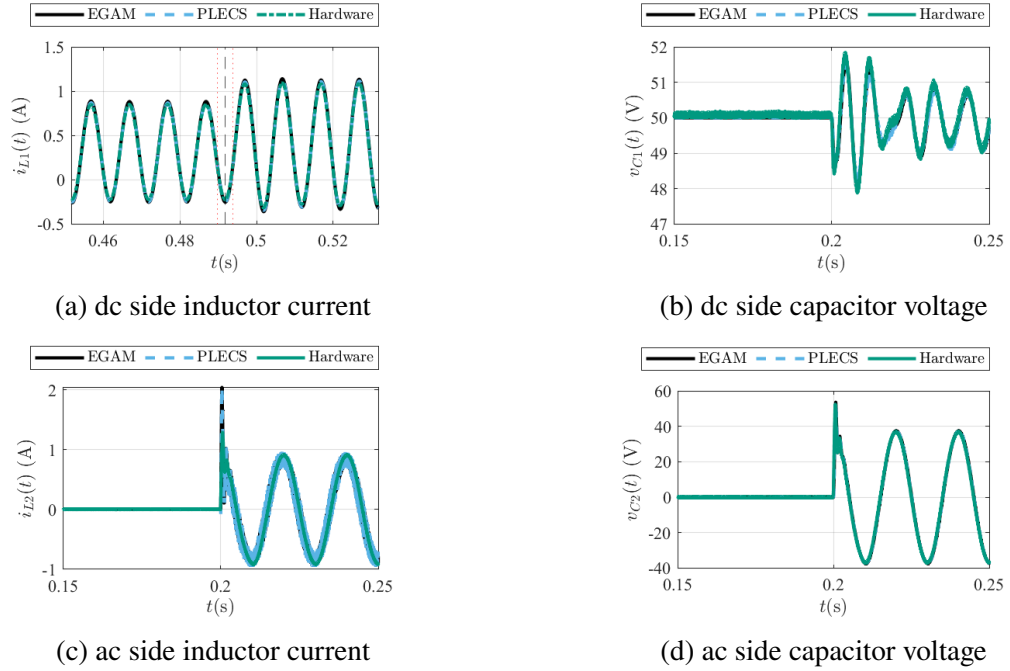 EGAM PLECS Hardware
1.5
1
0.5
0
-0.5
i_{L1}(t) (A)
0.46 0.48 0.5 0.52
t(s)
(a) dc side inductor current
EGAM PLECS Hardware
52
51
50
49
48
47
v_{C1}(t) (V)
0.15 0.2 0.25
t(s)
(b) dc side capacitor voltage
EGAM PLECS Hardware
2
1
0
-1
i_{L2}(t) (A)
0.15 0.2 0.25
t(s)
(c) ac side inductor current
EGAM PLECS Hardware
60
40
20
0
-20
-40
v_{C2}(t) (V)
0.15 0.2 0.25
t(s)
(d) ac side capacitor voltage